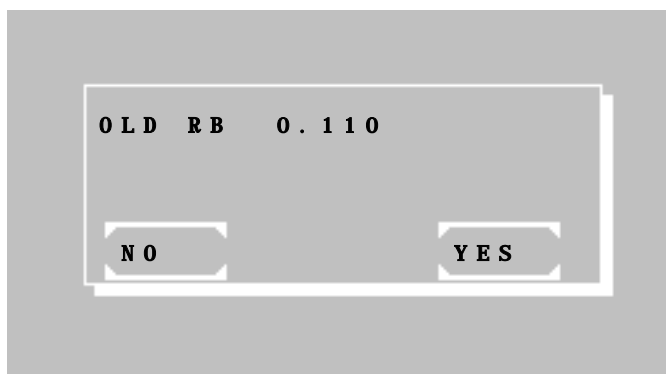 OLD RB 0.110
NO YES